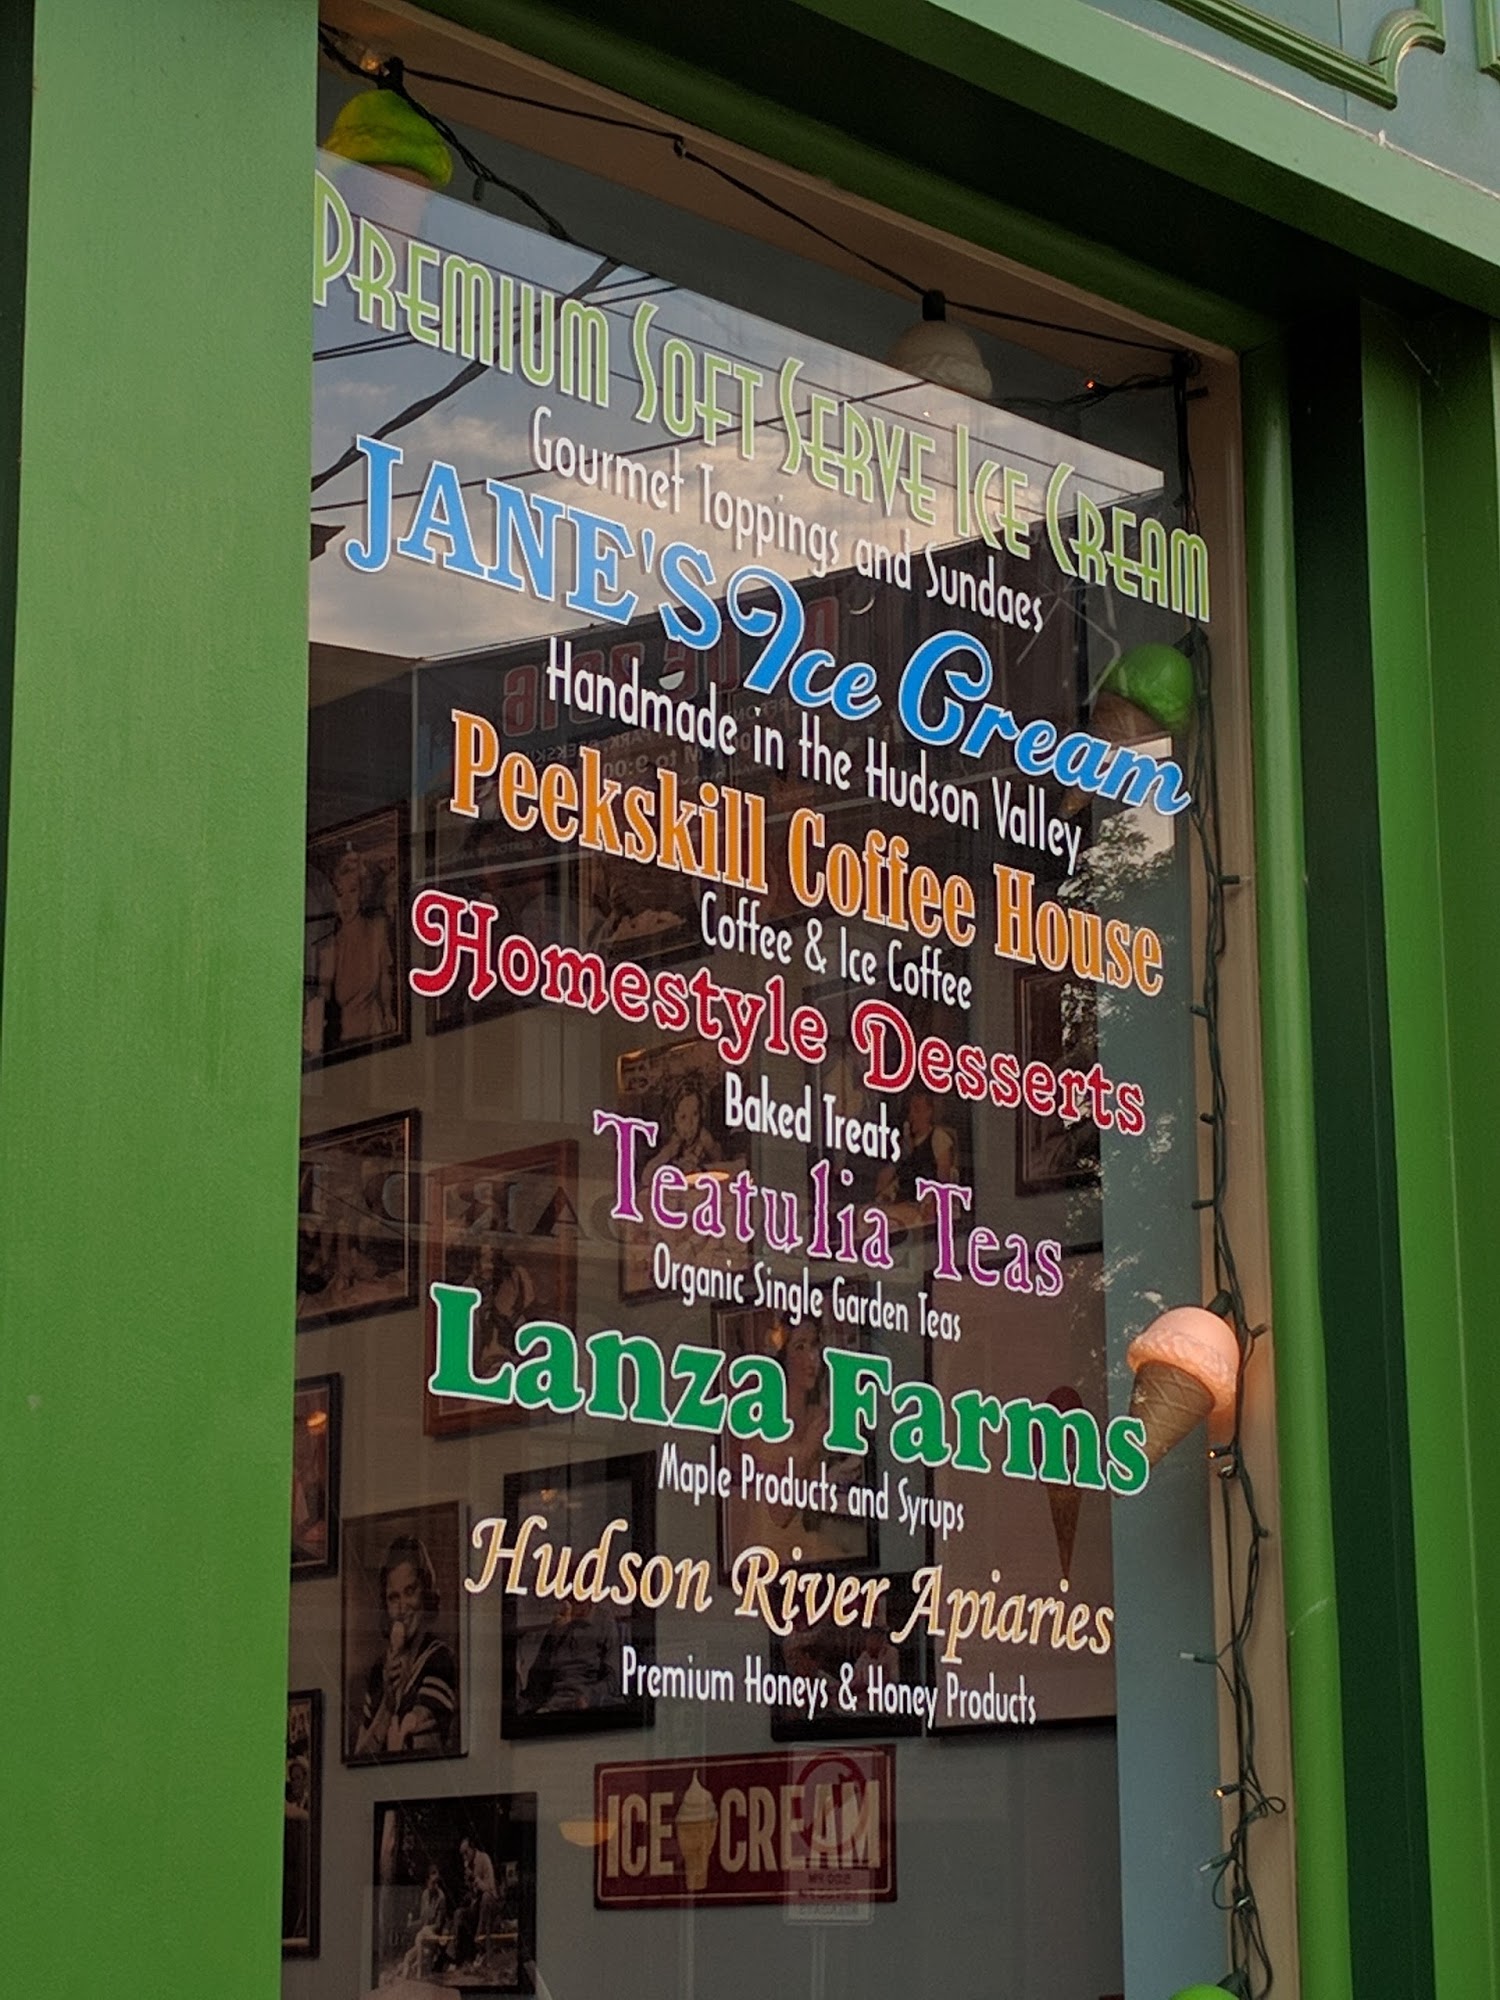 Premium Soft Serve Ice Cream
Gourmet Toppings and Sundaes
JANE'S Ice Cream
Handmade in the Hudson Valley
Peekskill Coffee House
Coffee & Ice Coffee
Homestyle Desserts
Baked Treats
Teatulia Teas
Organic Single Garden Teas
Lanza Farms
Maple Products and Syrups
Hudson River Apiaries
Premium Honeys & Honey Products
ICE CREAM